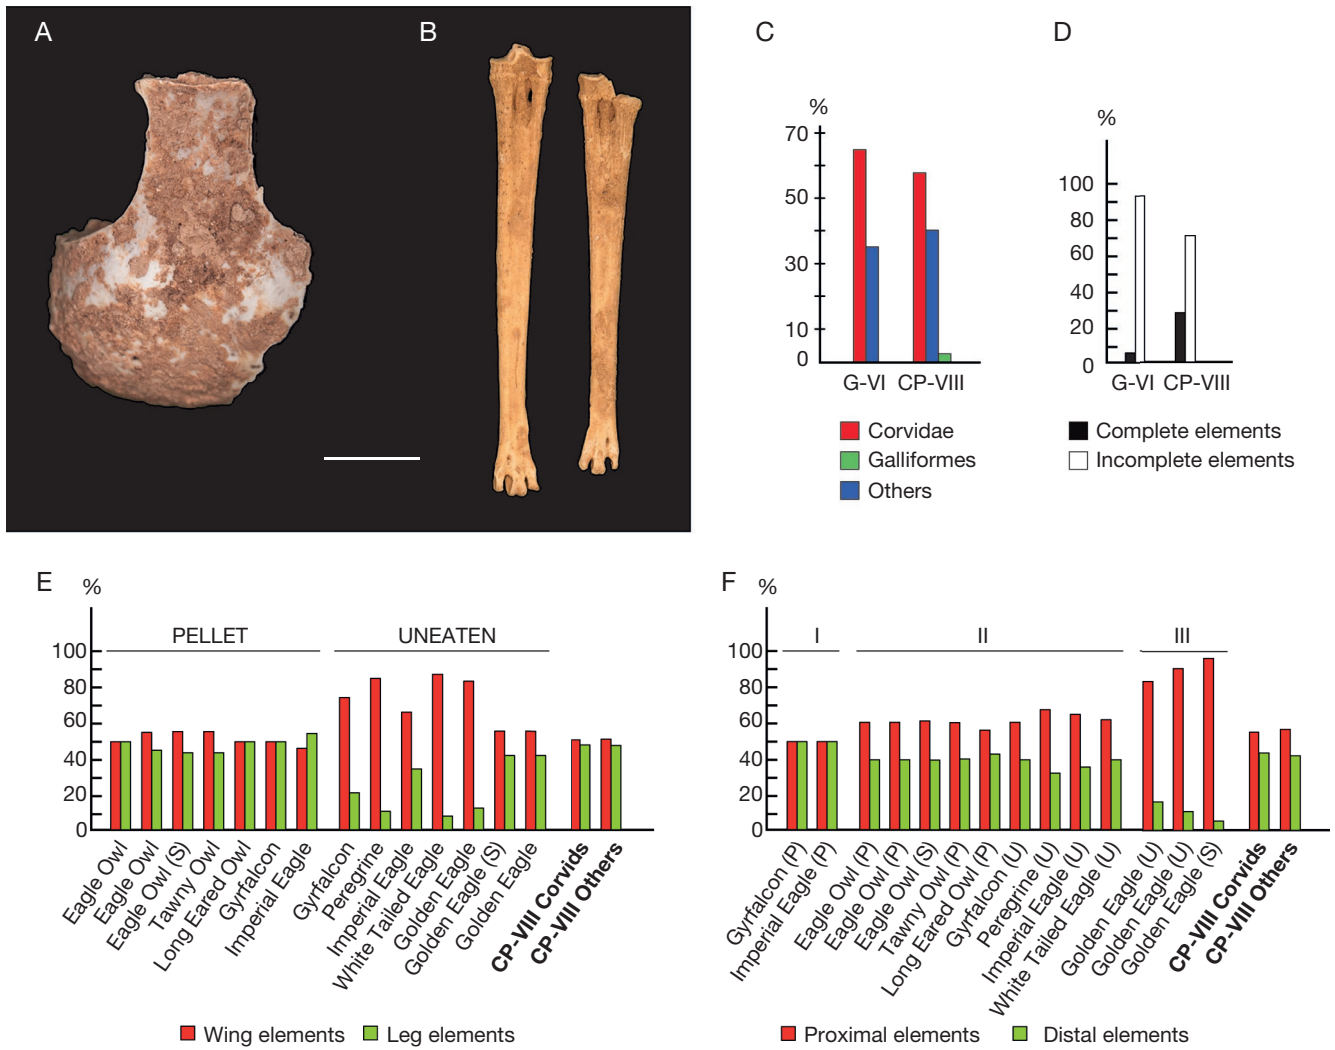 A
B
C
D
%
70
50
30
10
0
G-VI CP-VIII
Corvidae
Galliformes
Others
%
100
80
60
40
20
0
G-VI CP-VIII
Complete elements
Incomplete elements
E
%
PELLET
UNEATEN
100
80
60
40
20
0
Eagle Owl
Eagle Owl
Eagle Owl (S)
Tawny Owl
Long Eared Owl
Gyrfalcon
Imperial Eagle
Gyrfalcon
Peregrine
Imperial Eagle
White Tailed Eagle
Golden Eagle
Golden Eagle (S)
Golden Eagle
CP-VIII Corvids
CP-VIII Others
Wing elements
Leg elements
F
%
I
II
III
100
80
60
40
20
0
Gyrfalcon (P)
Imperial Eagle (P)
Eagle Owl (P)
Eagle Owl (P)
Eagle Owl (S)
Tawny Owl (P)
Long Eared Owl (P)
Gyrfalcon (U)
Peregrine (U)
Imperial Eagle (U)
White Tailed Eagle (U)
Golden Eagle (U)
Golden Eagle (U)
Golden Eagle (S)
CP-VIII Corvids
CP-VIII Others
Proximal elements
Distal elements